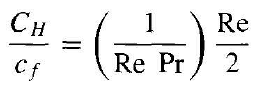 C_H / c_f = ( 1 / Re Pr ) Re / 2